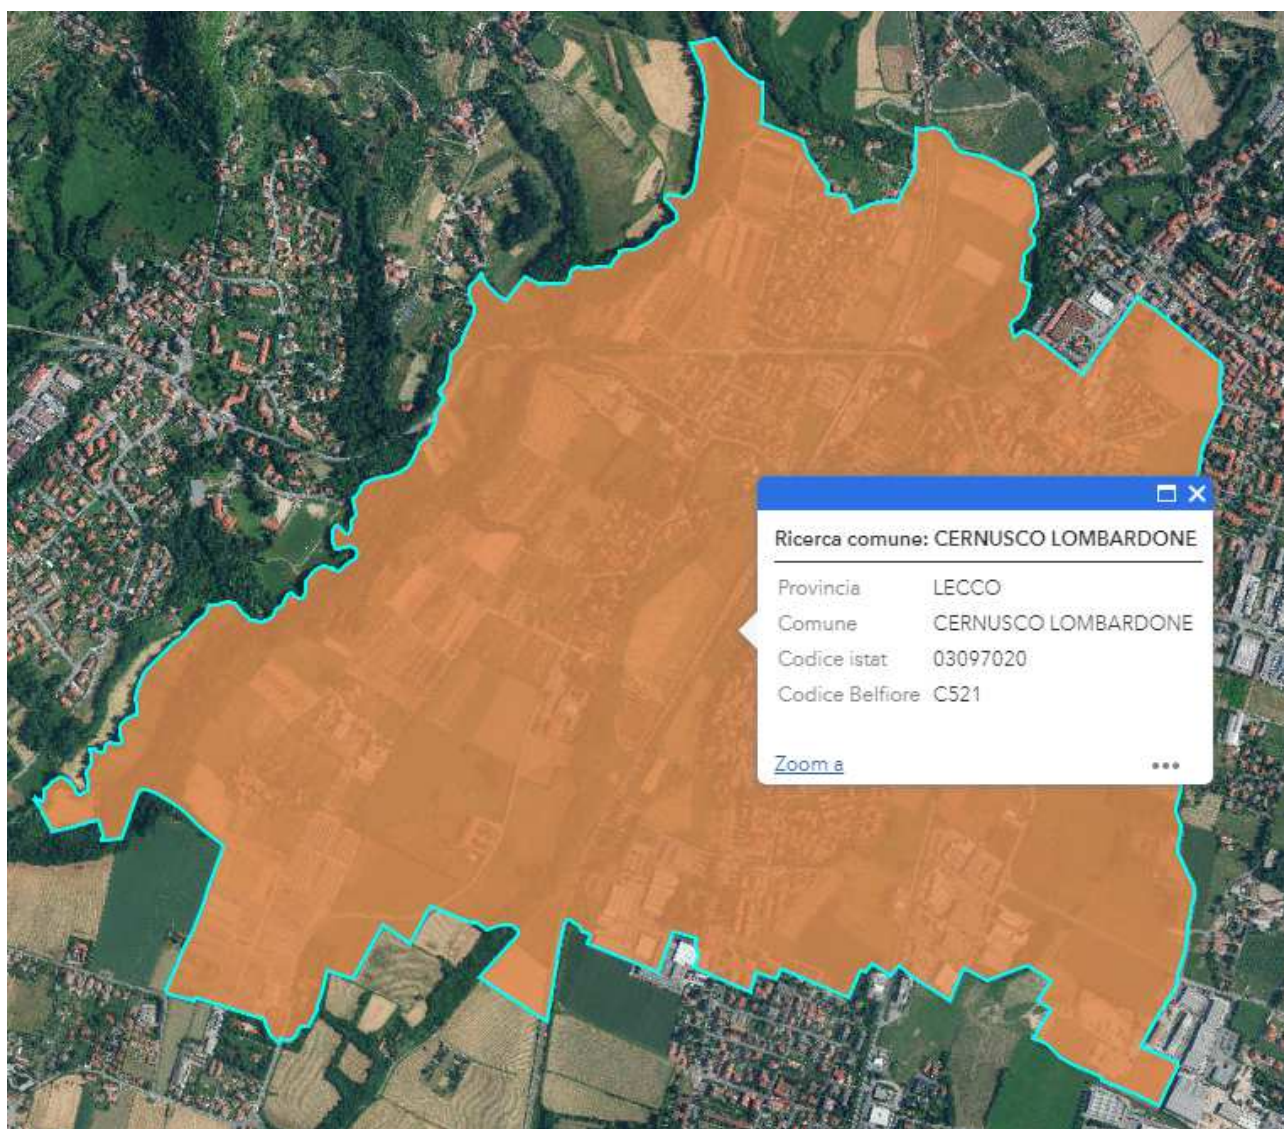 Ricerca comune: CERNUSCO LOMBARDONE
Provincia LECCO
Comune CERNUSCO LOMBARDONE
Codice istat 03097020
Codice Belfiore C521
Zoom a